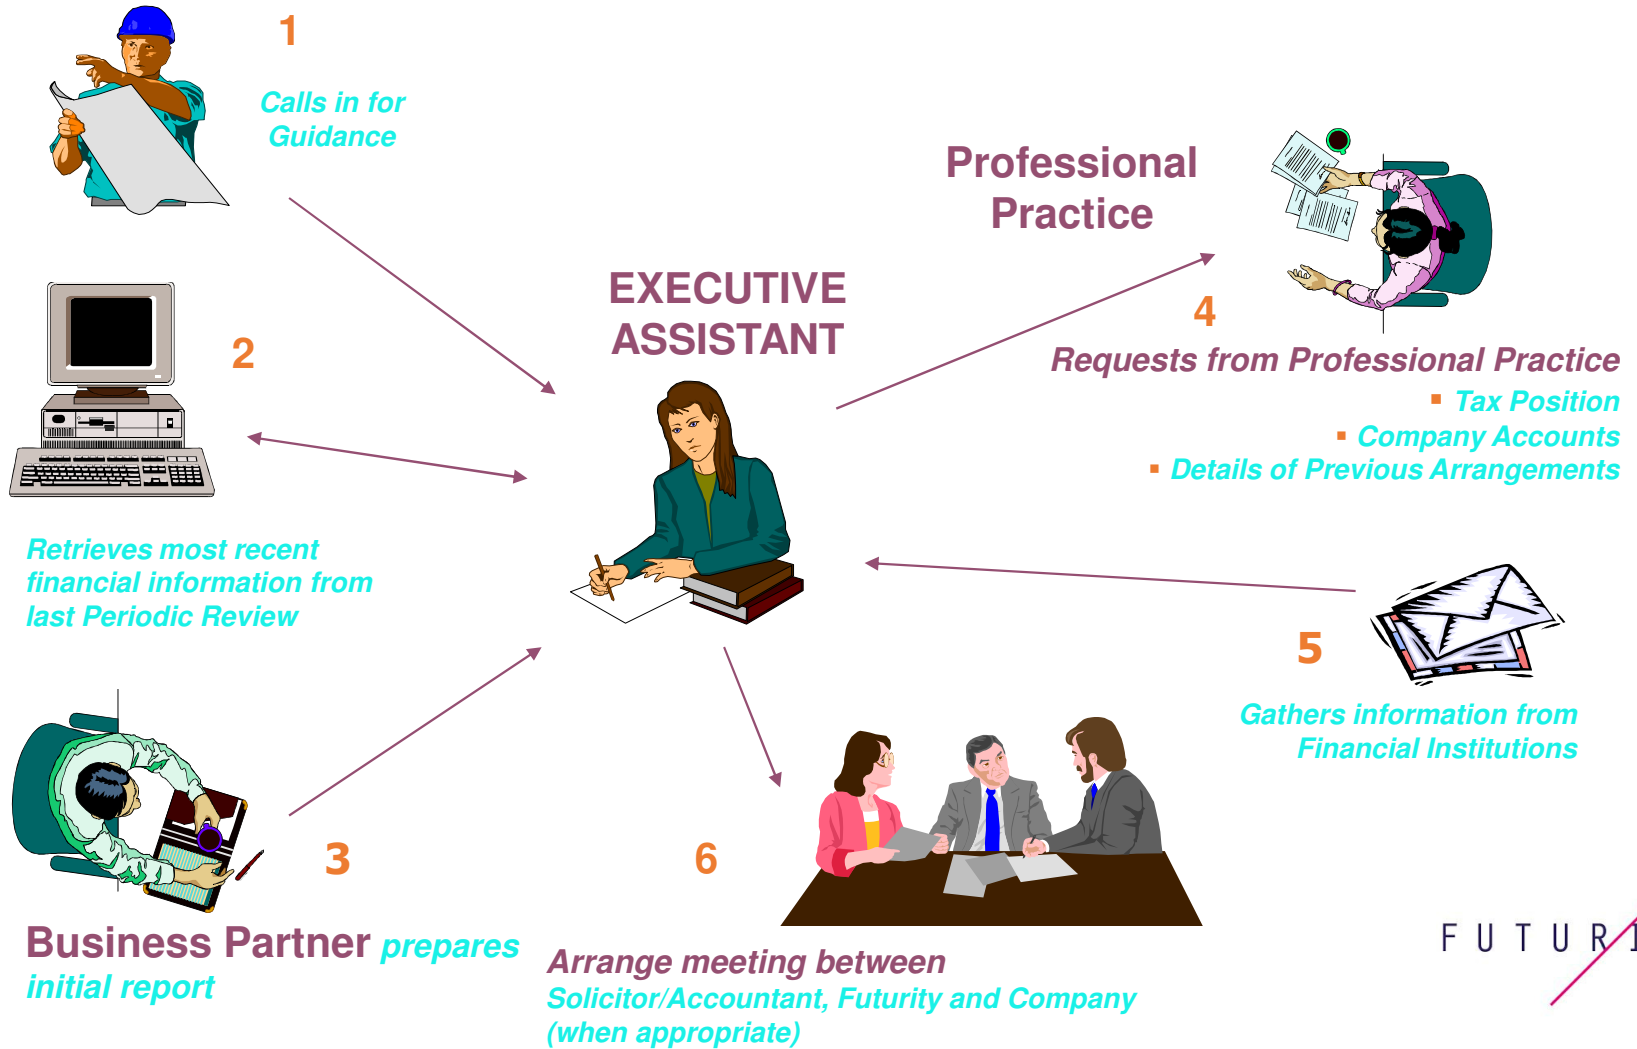 1
Calls in for
Guidance
Professional
Practice
EXECUTIVE
ASSISTANT
2
4
Requests from Professional Practice
▪ Tax Position
▪ Company Accounts
▪ Details of Previous Arrangements
Retrieves most recent
financial information from
last Periodic Review
5
Gathers information from
Financial Institutions
3
Business Partner prepares
initial report
6
Arrange meeting between
Solicitor/Accountant, Futurity and Company
(when appropriate)
FUTURI